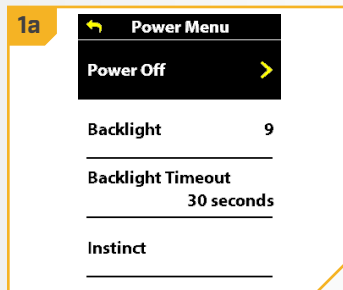 1a
Power Menu
Power Off
Backlight 9
Backlight Timeout
30 seconds
Instinct